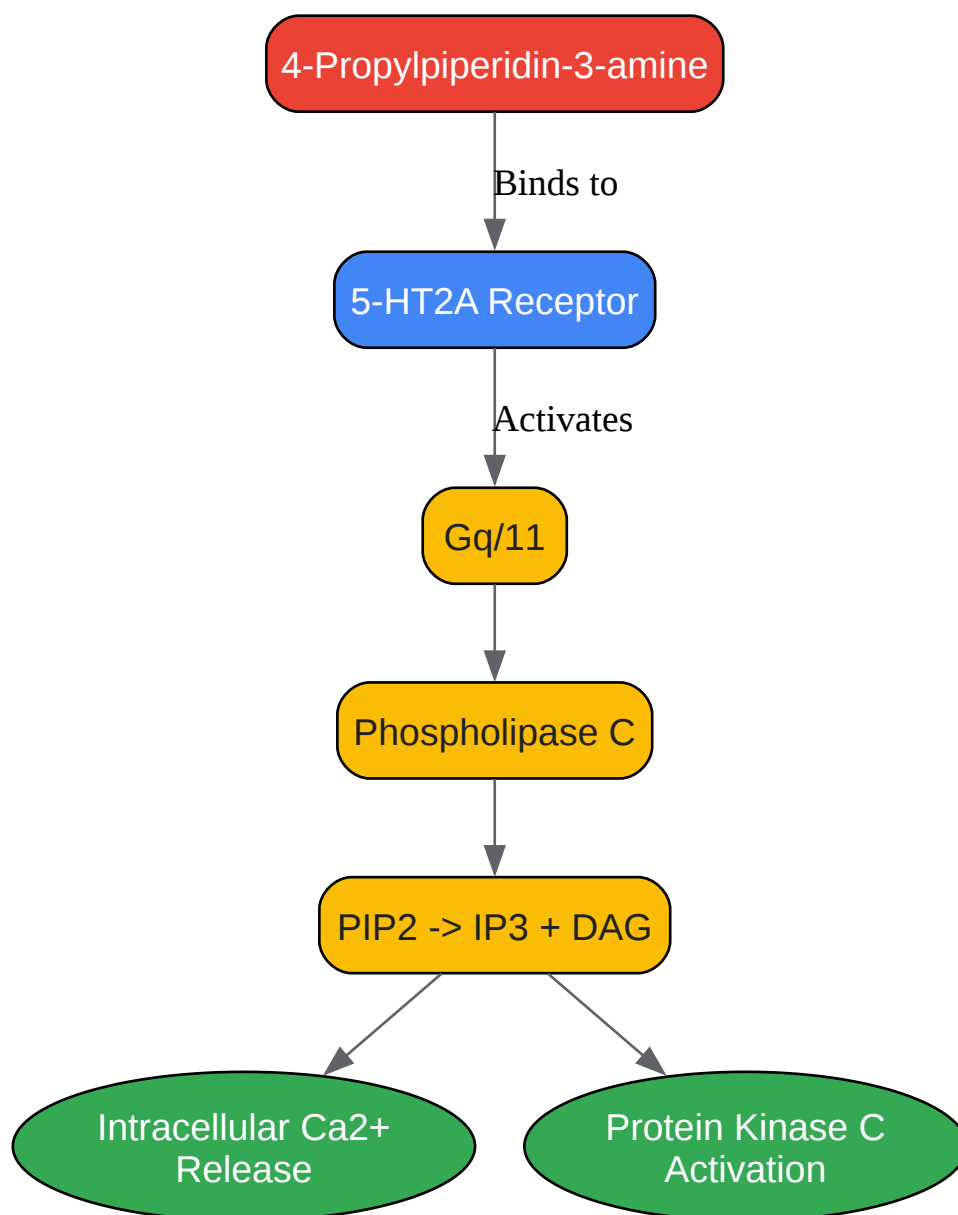 4-Propylpiperidin-3-amine
Binds to
5-HT2A Receptor
Activates
Gq/11
Phospholipase C
PIP2 -> IP3 + DAG
Intracellular Ca2+
Release
Protein Kinase C
Activation